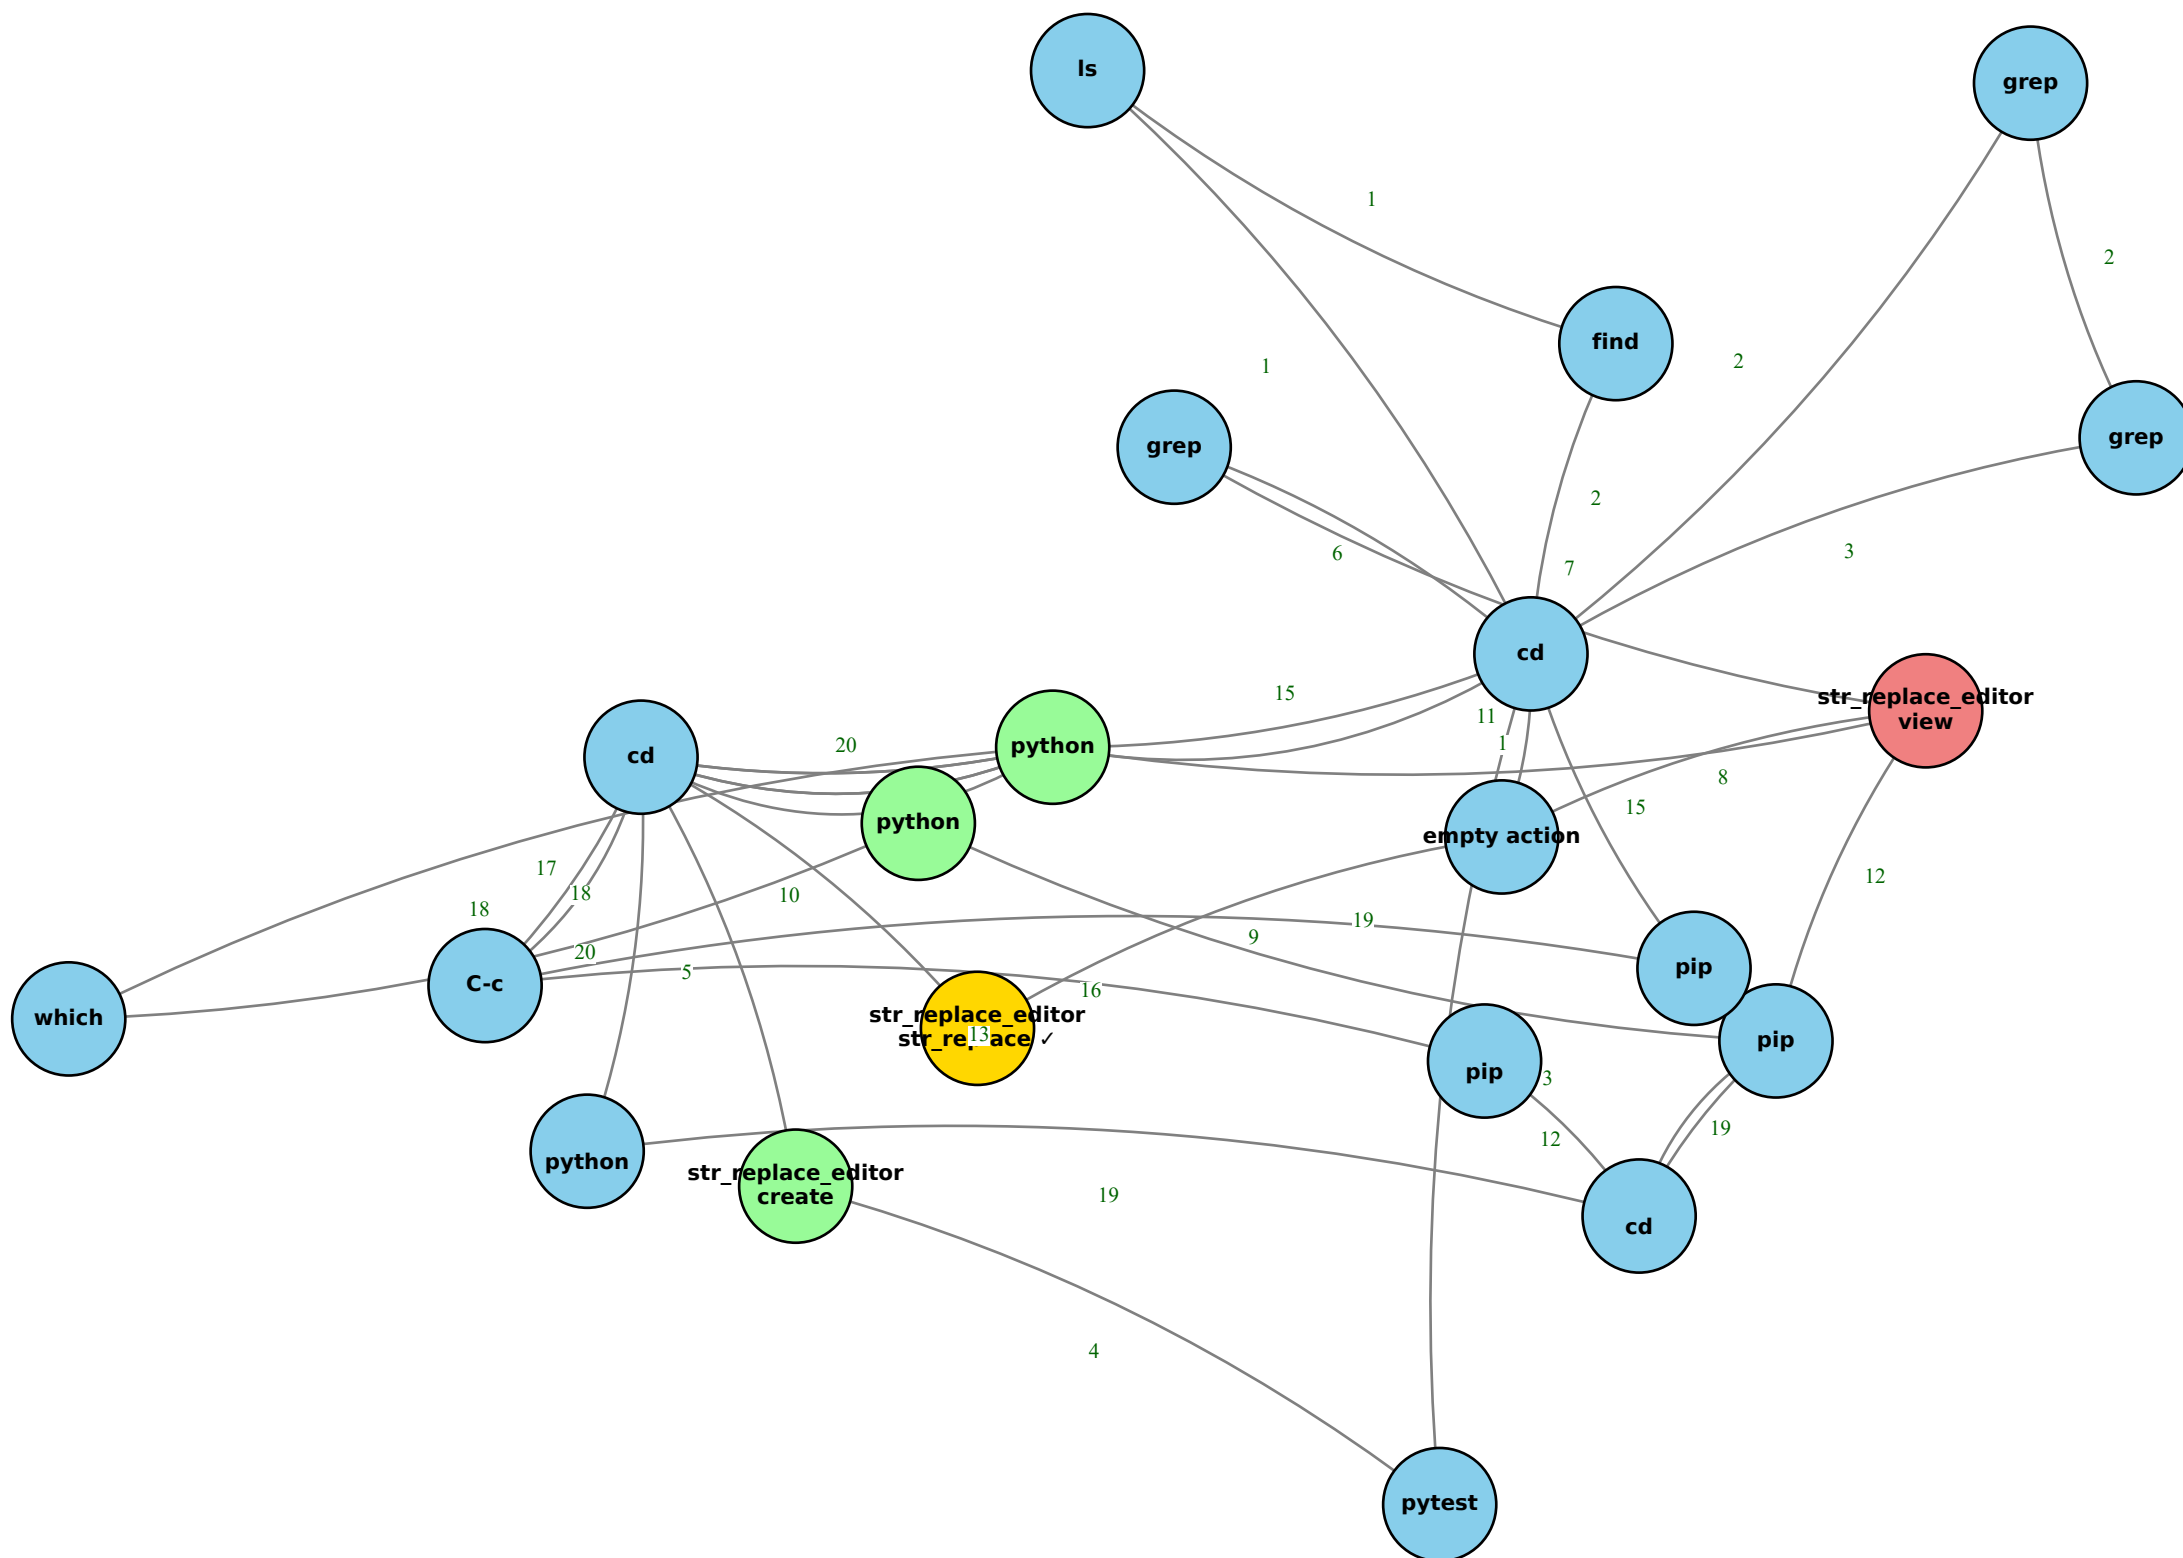 ls
grep
1
2
find
2
1
grep
grep
2
6
7
3
cd
15
str_replace_editor
view
11
20
python
1
cd
8
15
python
empty action
17
18
10
12
18
19
9
20
5
pip
C-c
16
which
str_replace_editor
13
pip
pip
3
19
12
python
str_replace_editor
create
19
cd
4
pytest